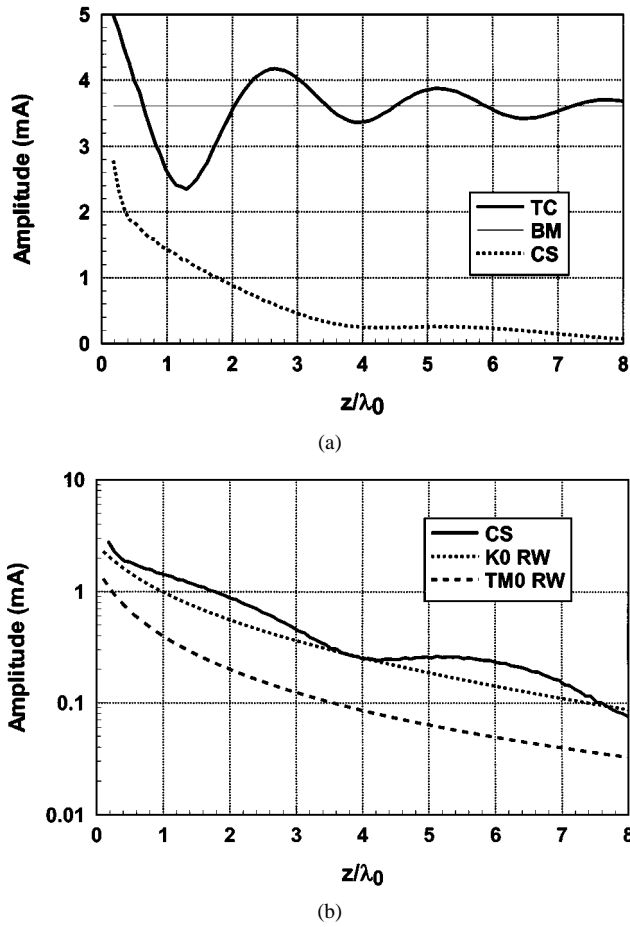 5
4
3
2
1
0
Amplitude (mA)
TC
BM
CS
1 2 3 4 5 6 7 8
z/λ0
(a)
10
1
0.1
0.01
Amplitude (mA)
CS
K0 RW
TM0 RW
0 1 2 3 4 5 6 7 8
z/λ0
(b)